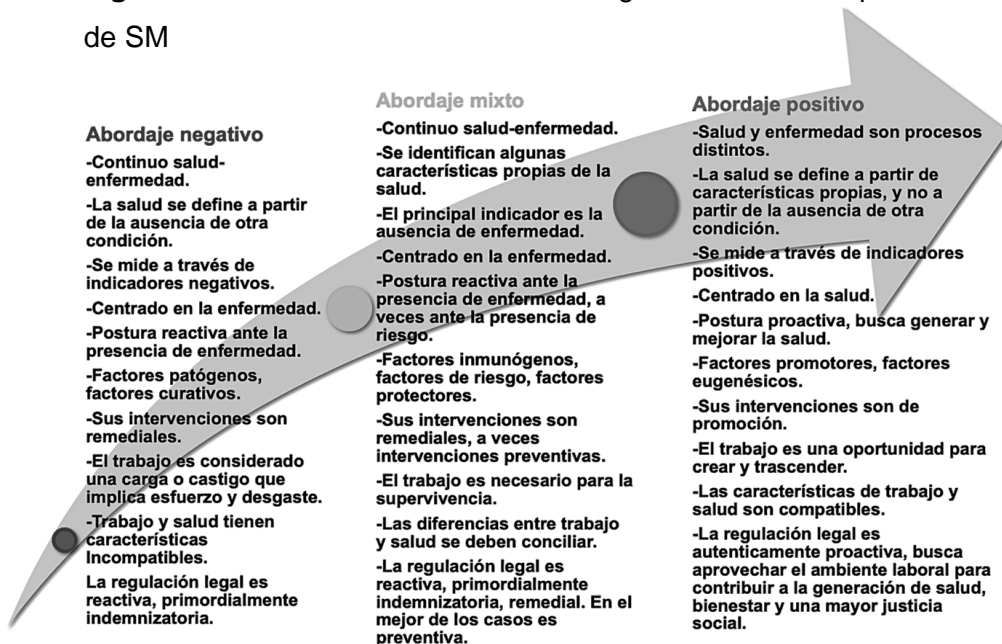 de SM
Abordaje negativo
-Continuo salud-
enfermedad.
-La salud se define a partir
de la ausencia de otra
condición.
-Se mide a través de
indicadores negativos.
-Centrado en la enfermedad.
-Postura reactiva ante la
presencia de enfermedad.
-Factores patógenos,
factores curativos.
-Sus intervenciones son
remediales.
-El trabajo es considerado
una carga o castigo que
implica esfuerzo y desgaste.
-Trabajo y salud tienen
características
Incompatibles.
La regulación legal es
reactiva, primordialmente
indemnizatoria.
Abordaje mixto
-Continuo salud-enfermedad.
-Se identifican algunas
características propias de la
salud.
-El principal indicador es la
ausencia de enfermedad.
-Centrado en la enfermedad.
-Postura reactiva ante la
presencia de enfermedad, a
veces ante la presencia de
riesgo.
-Factores inmunógenos,
factores de riesgo, factores
protectores.
-Sus intervenciones son
remediales, a veces
intervenciones preventivas.
-El trabajo es necesario para la
supervivencia.
-Las diferencias entre trabajo
y salud se deben conciliar.
-La regulación legal es
reactiva, primordialmente
indemnizatoria, remedial. En el
mejor de los casos es
preventiva.
Abordaje positivo
-Salud y enfermedad son procesos
distintos.
-La salud se define a partir de
características propias, y no a
partir de la ausencia de otra
condición.
-Se mide a través de indicadores
positivos.
-Centrado en la salud.
-Postura proactiva, busca generar y
mejorar la salud.
-Factores promotores, factores
eugenésicos.
-Sus intervenciones son de
promoción.
-El trabajo es una oportunidad para
crear y trascender.
-Las características de trabajo y
salud son compatibles.
-La regulación legal es
autenticamente proactiva, busca
aprovechar el ambiente laboral para
contribuir a la generación de salud,
bienestar y una mayor justicia
social.